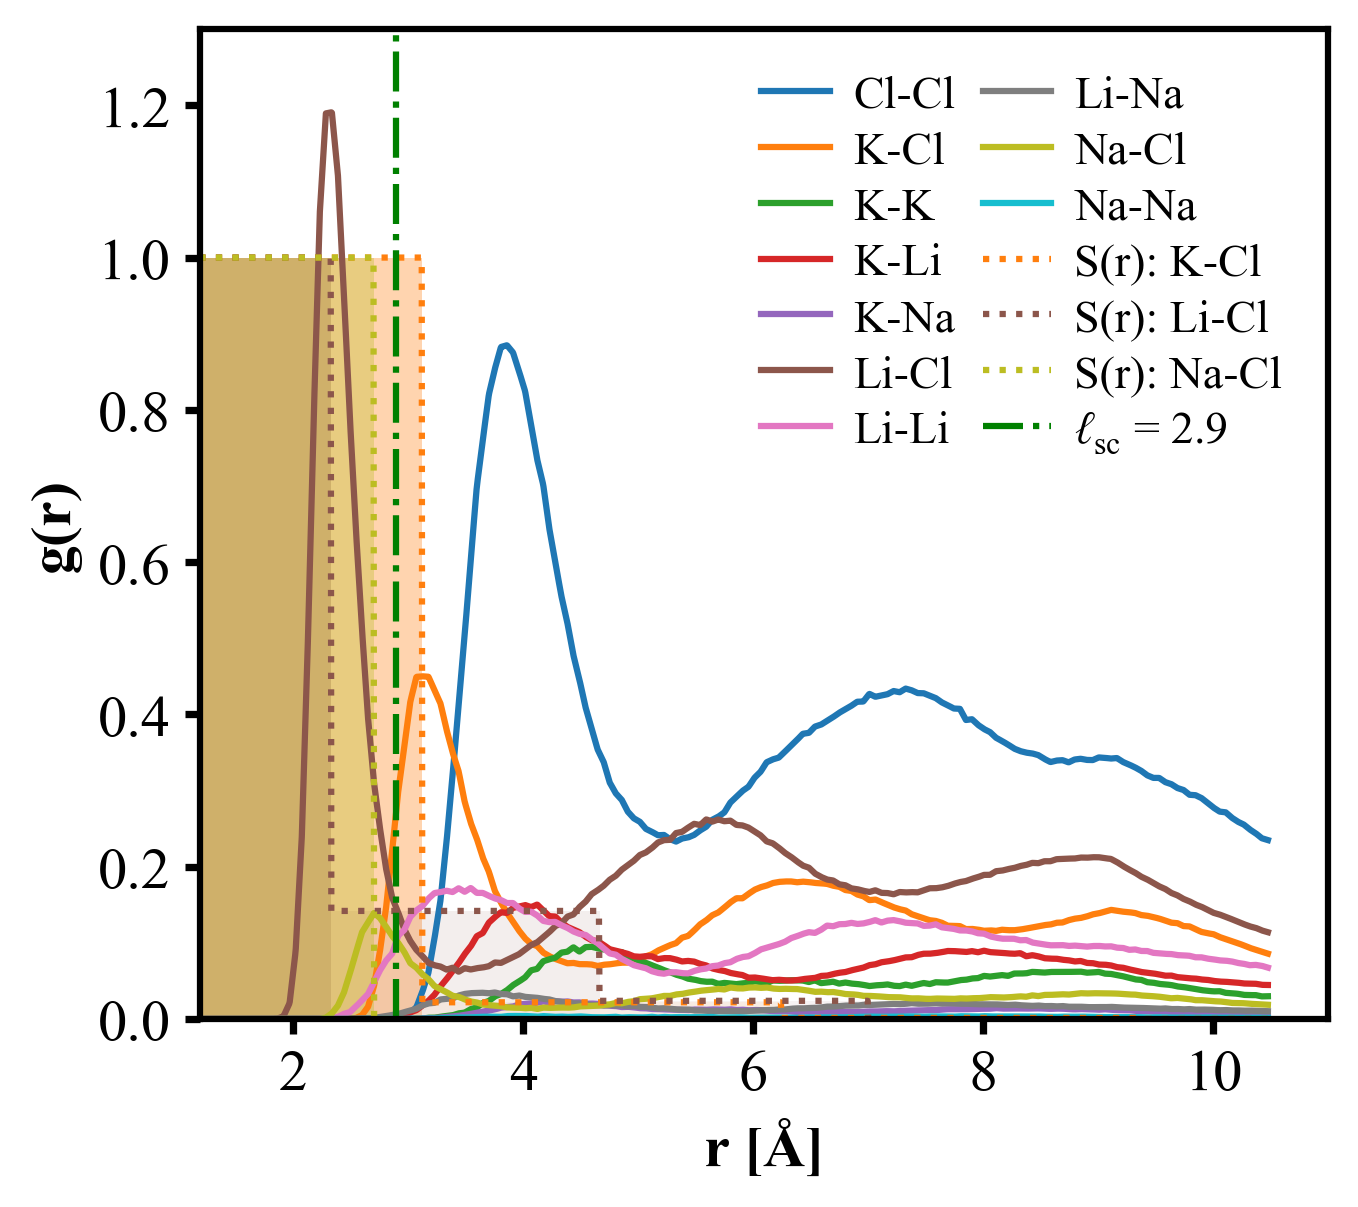 g(r)
1.2
1.0
0.8
0.6
0.4
0.2
0.0
Cl-Cl
K-Cl
K-K
K-Li
K-Na
Li-Cl
Li-Li
Li-Na
Na-Cl
Na-Na
S(r): K-Cl
S(r): Li-Cl
S(r): Na-Cl
ℓsc = 2.9
2 4 6 8 10
r [Å]